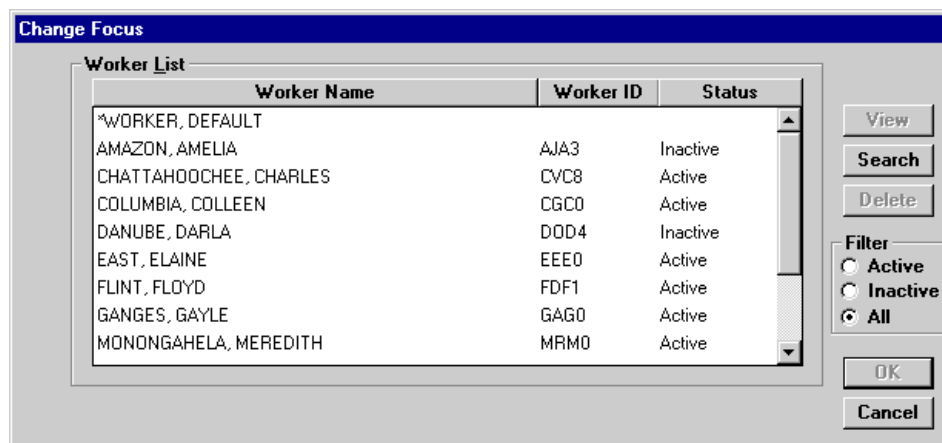 Change Focus
Worker List
Worker Name Worker ID Status
*WORKER, DEFAULT
AMAZON, AMELIA AJA3 Inactive
CHATTAHOOCHEE, CHARLES CVC8 Active
COLUMBIA, COLLEEN CGC0 Active
DANUBE, DARLA DOD4 Inactive
EAST, ELAINE EEE0 Active
FLINT, FLOYD FDF1 Active
GANGES, GAYLE GAG0 Active
MONONGAHELA, MEREDITH MRM0 Active
View
Search
Delete
Filter
Active
Inactive
All
OK
Cancel